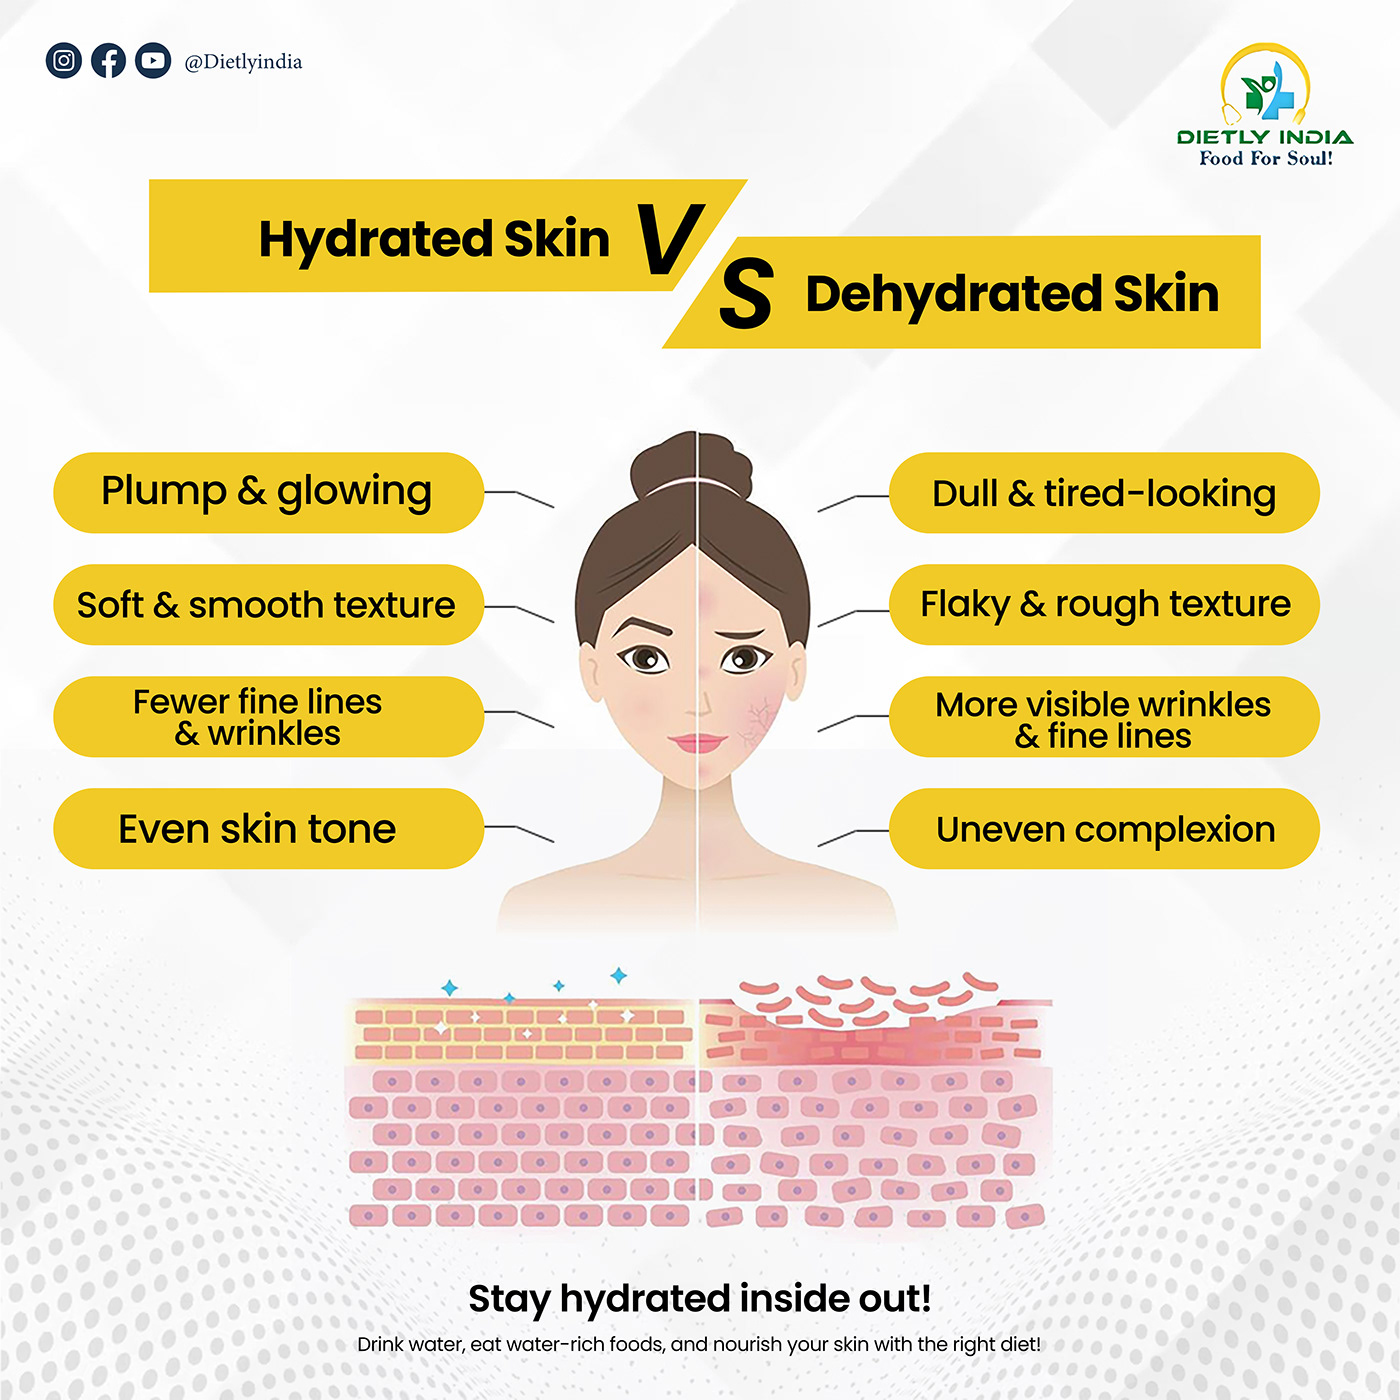 @Dietlyindia
DIETLY INDIA
Food For Soul!
Hydrated Skin V
S Dehydrated Skin
Plump & glowing
Soft & smooth texture
Fewer fine lines
& wrinkles
Even skin tone
Dull & tired-looking
Flaky & rough texture
More visible wrinkles
& fine lines
Uneven complexion
Stay hydrated inside out!
Drink water, eat water-rich foods, and nourish your skin with the right diet!